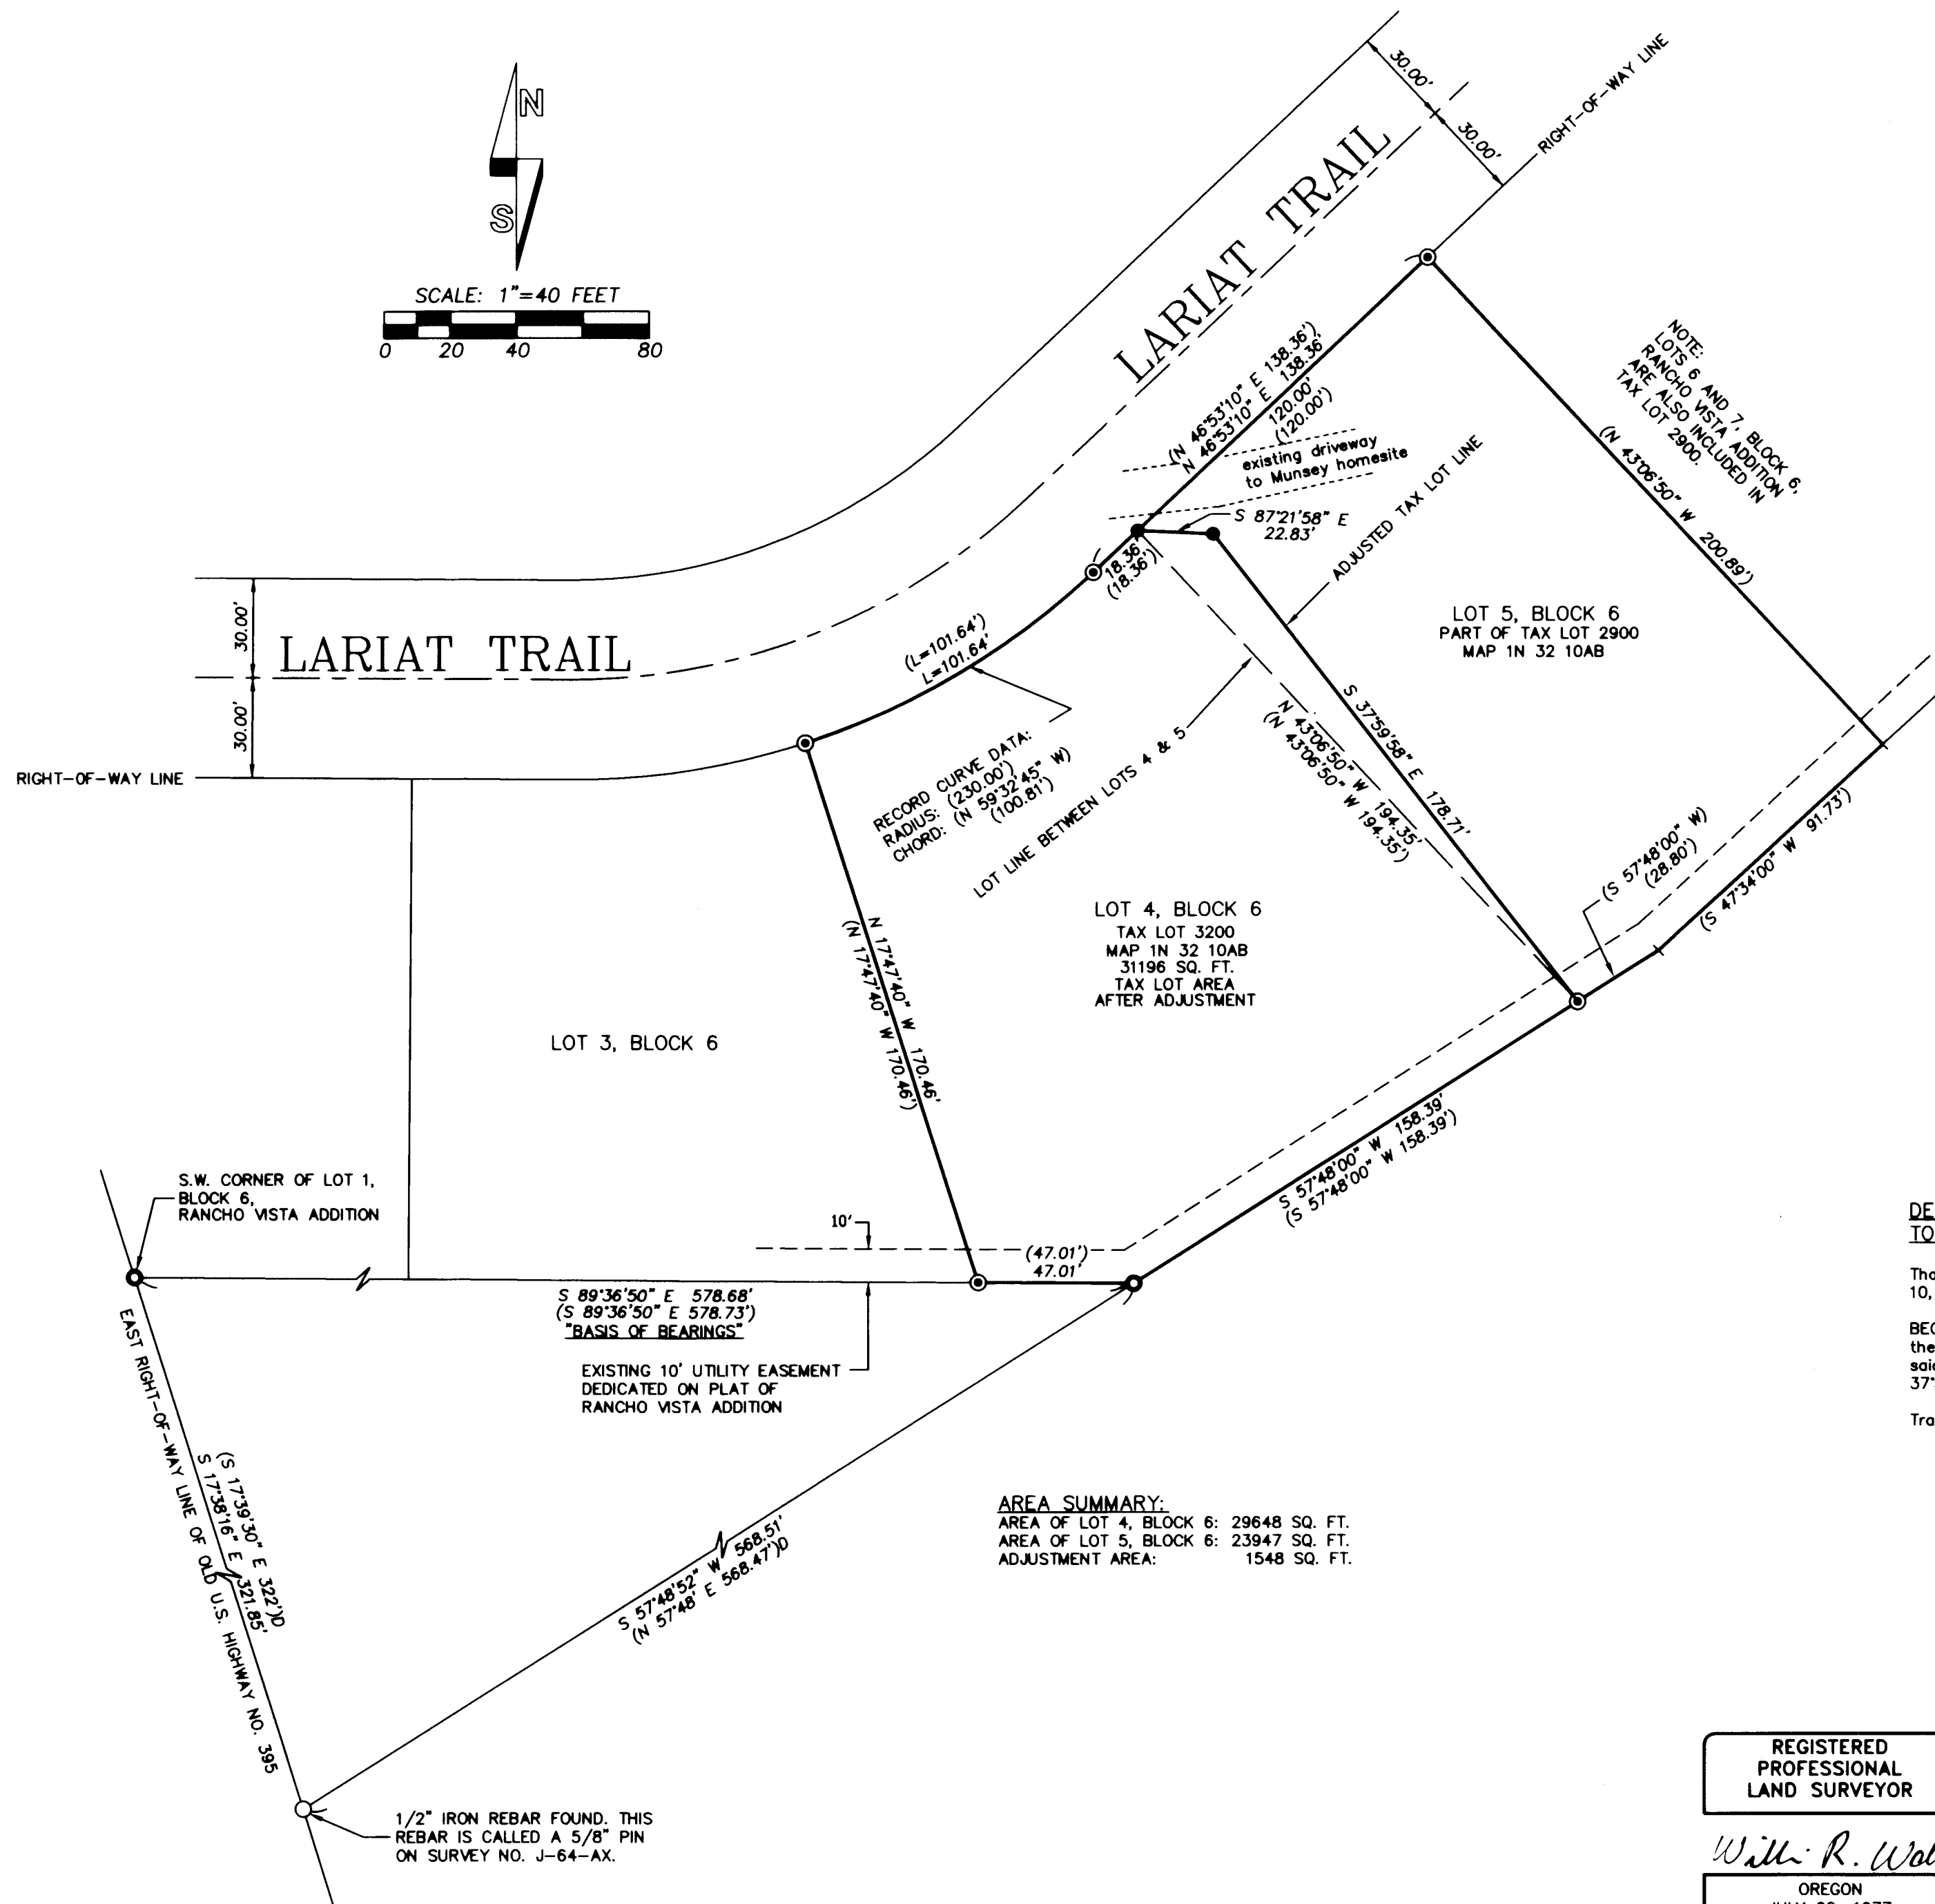 N
S
SCALE: 1"=40 FEET
0 20 40 80
30.00'
30.00'
RIGHT-OF-WAY LINE
LARIAT TRAIL
(N 46°53'10" E 138.36')
N 46°53'10" E 138.36'
120.00'
(120.00')
existing driveway
to Munsey homesite
NOTE:
LOTS 6 AND 7, BLOCK 6,
RANCHO VISTA ADDITION
ARE ALSO INCLUDED IN
TAX LOT 2900.
(N 43°06'50" W 200.89')
S 87°21'58" E
22.83'
ADJUSTED TAX LOT LINE
18.36'
(18.36')
LOT 5, BLOCK 6
PART OF TAX LOT 2900
MAP 1N 32 10AB
30.00'
30.00'
LARIAT TRAIL
RIGHT-OF-WAY LINE
(L=101.64')
L=101.64'
RECORD CURVE DATA:
RADIUS: (230.00')
CHORD: (N 59°32'45" W)
(100.81')
LOT LINE BETWEEN LOTS 4 & 5
S 37°59'58" E 178.71'
N 43°06'50" W 194.35'
(N 43°06'50" W 194.35')
(S 57°48'00" W)
(28.80')
(S 47°34'00" W 91.73')
LOT 4, BLOCK 6
TAX LOT 3200
MAP 1N 32 10AB
31196 SQ. FT.
TAX LOT AREA
AFTER ADJUSTMENT
N 17°47'40" W 170.46'
(N 17°47'40" W 170.46')
LOT 3, BLOCK 6
S 57°48'00" W 158.39'
(S 57°48'00" W 158.39')
S.W. CORNER OF LOT 1,
BLOCK 6,
RANCHO VISTA ADDITION
10'
(47.01')
47.01'
S 89°36'50" E 578.68'
(S 89°36'50" E 578.73')
"BASIS OF BEARINGS"
EXISTING 10' UTILITY EASEMENT
DEDICATED ON PLAT OF
RANCHO VISTA ADDITION
EAST RIGHT-OF-WAY LINE OF OLD U.S. HIGHWAY NO. 395
(S 17°39'30" E 322')D
S 17°38'16" E 321.85'
S 57°48'52" W 568.51'
(N 57°48' E 568.47')D
AREA SUMMARY:
AREA OF LOT 4, BLOCK 6: 29648 SQ. FT.
AREA OF LOT 5, BLOCK 6: 23947 SQ. FT.
ADJUSTMENT AREA: 1548 SQ. FT.
1/2" IRON REBAR FOUND. THIS
REBAR IS CALLED A 5/8" PIN
ON SURVEY NO. J-64-AX.
DE
TO
Tha
10,
BEG
the
said
37°
Tra
REGISTERED
PROFESSIONAL
LAND SURVEYOR
OREGON